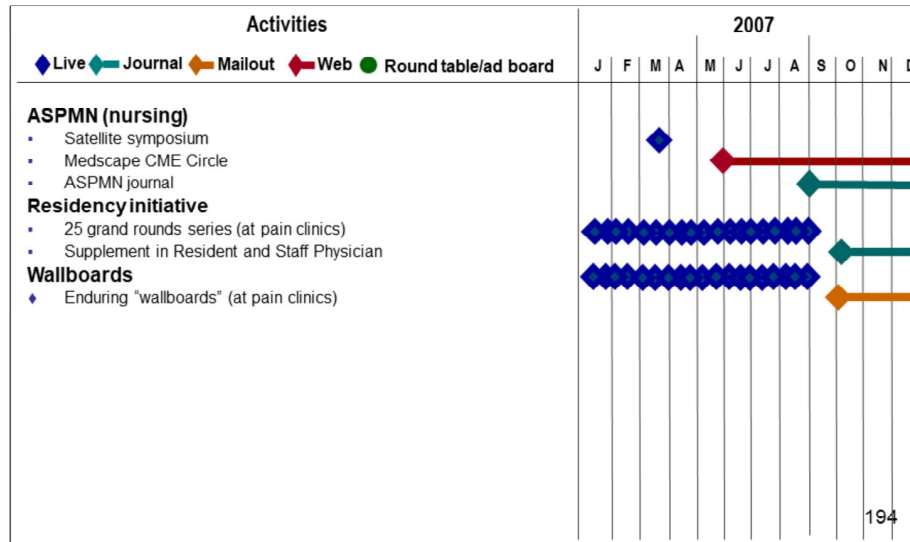 Activities
2007
Live Journal Mailout Web Round table/ad board
J F M A M J J A S O N D
ASPMN (nursing)
Satellite symposium
Medscape CME Circle
ASPMN journal
Residency initiative
25 grand rounds series (at pain clinics)
Supplement in Resident and Staff Physician
Wallboards
Enduring “wallboards” (at pain clinics)
194